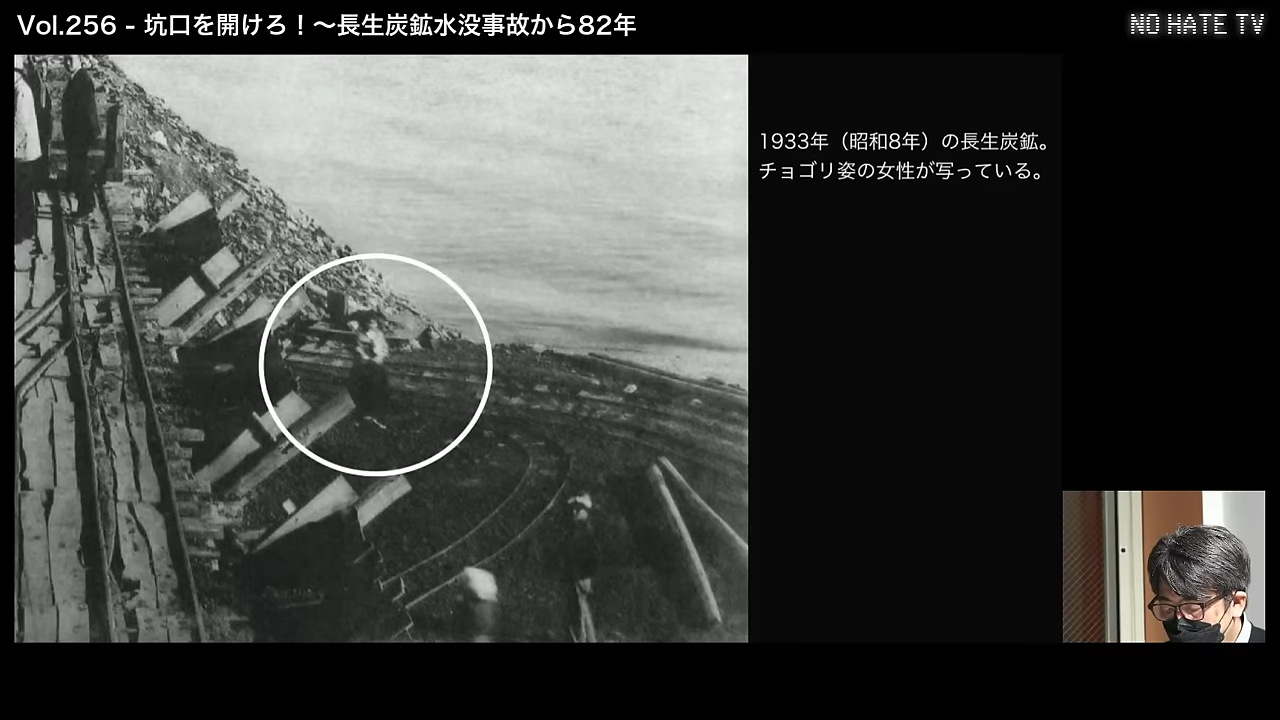 Vol.256 - 坑口を開けろ！〜長生炭鉱水没事故から82年
NO HATE TV
1933年（昭和8年）の長生炭鉱。
チョゴリ姿の女性が写っている。